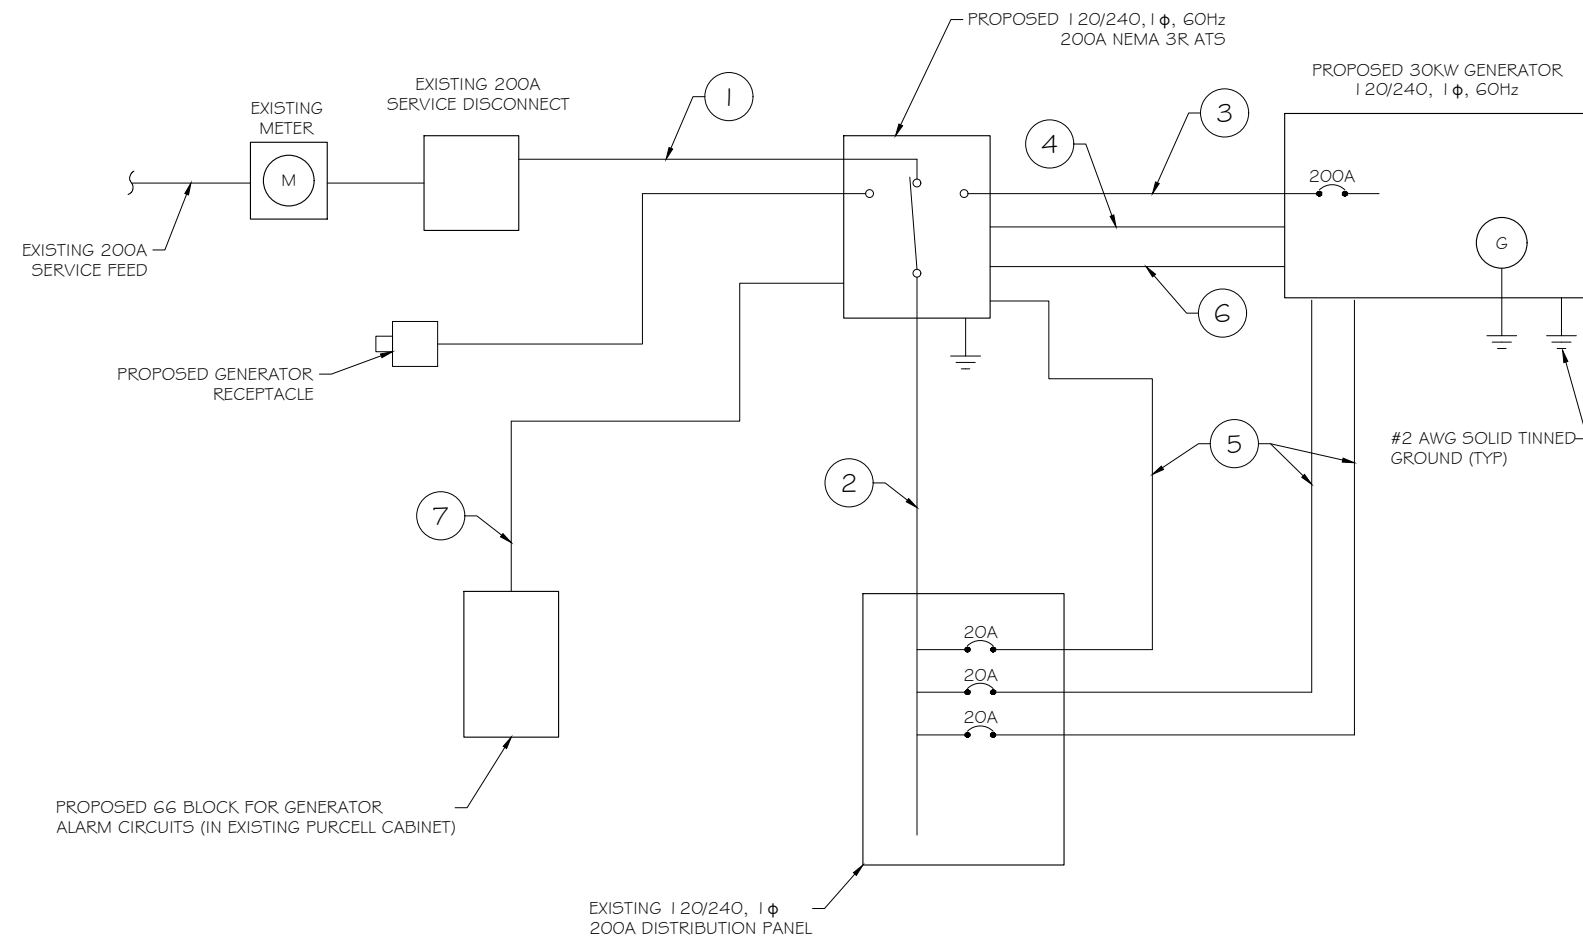 PROPOSED 120/240,1ϕ, 60Hz
200A NEMA 3R ATS
PROPOSED 30KW GENERATOR
120/240, 1ϕ, 60Hz
EXISTING 200A
SERVICE DISCONNECT
EXISTING
METER
1
3
4
M
200A
G
EXISTING 200A
SERVICE FEED
6
PROPOSED GENERATOR
RECEPTACLE
5
#2 AWG SOLID TINNED
GROUND (TYP)
2
7
20A
20A
20A
PROPOSED 66 BLOCK FOR GENERATOR
ALARM CIRCUITS (IN EXISTING PURCELL CABINET)
EXISTING 120/240, 1ϕ
200A DISTRIBUTION PANEL